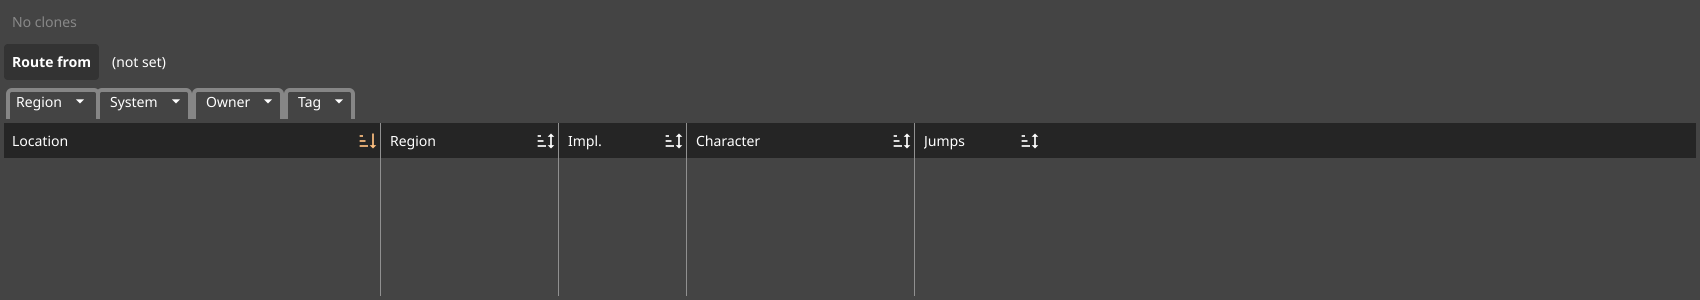 No clones
Route from (not set)
Region System Owner Tag
Location Region Impl. Character Jumps